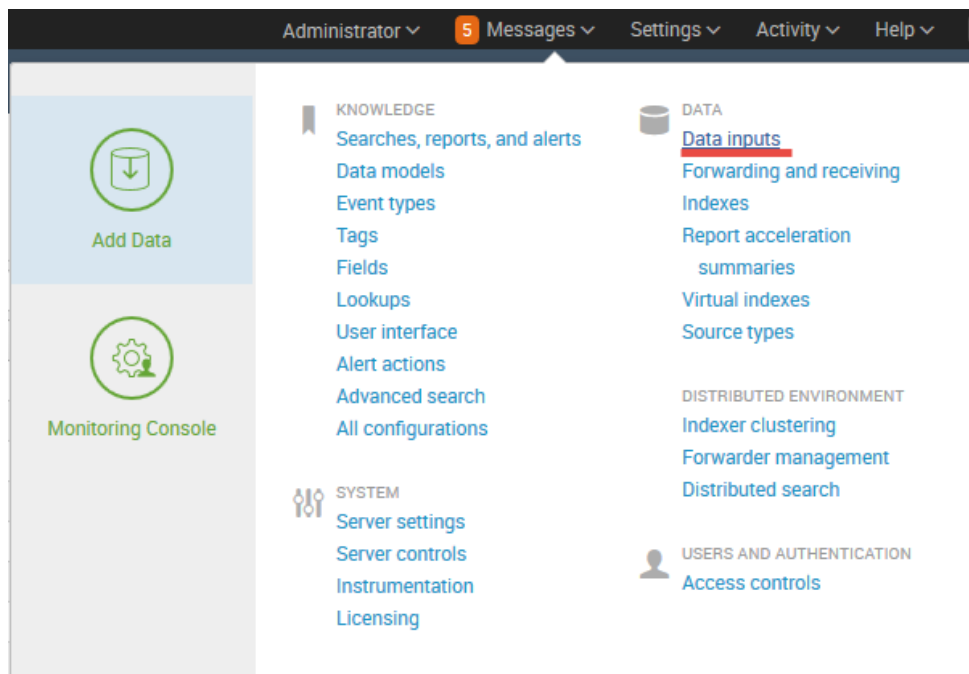 Administrator 5 Messages Settings Activity Help
Add Data
Monitoring Console
KNOWLEDGE
Searches, reports, and alerts
Data models
Event types
Tags
Fields
Lookups
User interface
Alert actions
Advanced search
All configurations
SYSTEM
Server settings
Server controls
Instrumentation
Licensing
DATA
Data inputs
Forwarding and receiving
Indexes
Report acceleration
summaries
Virtual indexes
Source types
DISTRIBUTED ENVIRONMENT
Indexer clustering
Forwarder management
Distributed search
USERS AND AUTHENTICATION
Access controls